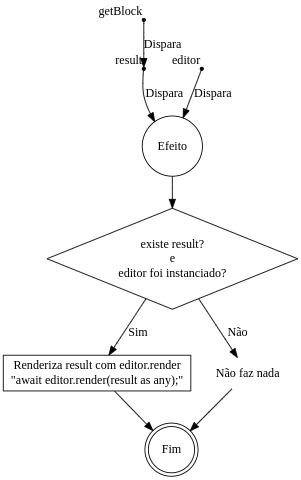 getBlock
Dispara
result
editor
Dispara
Dispara
Efeito
existe result?
e
editor foi instanciado?
Sim
Não
Renderiza result com editor.render
"await editor.render(result as any);"
Não faz nada
Fim